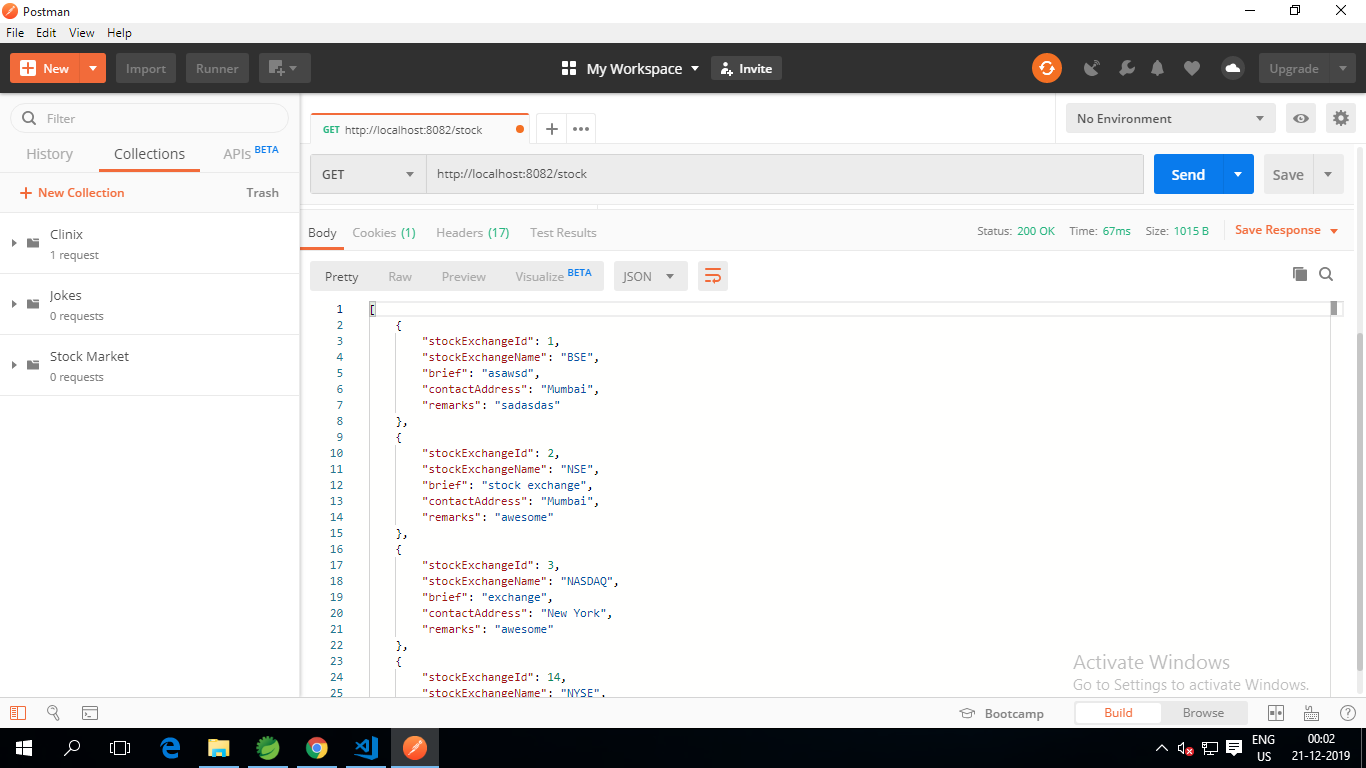 Postman
File Edit View Help
New Import Runner My Workspace Invite Upgrade
Filter
History Collections APIs BETA
New Collection Trash
Clinix
1 request
Jokes
0 requests
Stock Market
0 requests
GET http://localhost:8082/stock
No Environment
GET http://localhost:8082/stock Send Save
Body Cookies (1) Headers (17) Test Results Status: 200 OK Time: 67ms Size: 1015 B Save Response
Pretty Raw Preview Visualize BETA JSON
1 [
2 {
3 "stockExchangeId": 1,
4 "stockExchangeName": "BSE",
5 "brief": "asawsd",
6 "contactAddress": "Mumbai",
7 "remarks": "sadasdas"
8 },
9 {
10 "stockExchangeId": 2,
11 "stockExchangeName": "NSE",
12 "brief": "stock exchange",
13 "contactAddress": "Mumbai",
14 "remarks": "awesome"
15 },
16 {
17 "stockExchangeId": 3,
18 "stockExchangeName": "NASDAQ",
19 "brief": "exchange",
20 "contactAddress": "New York",
21 "remarks": "awesome"
22 },
23 {
24 "stockExchangeId": 14,
25 "stockExchangeName": "NYSE",
Activate Windows
Go to Settings to activate Windows.
Bootcamp Build Browse
ENG
US
00:02
21-12-2019